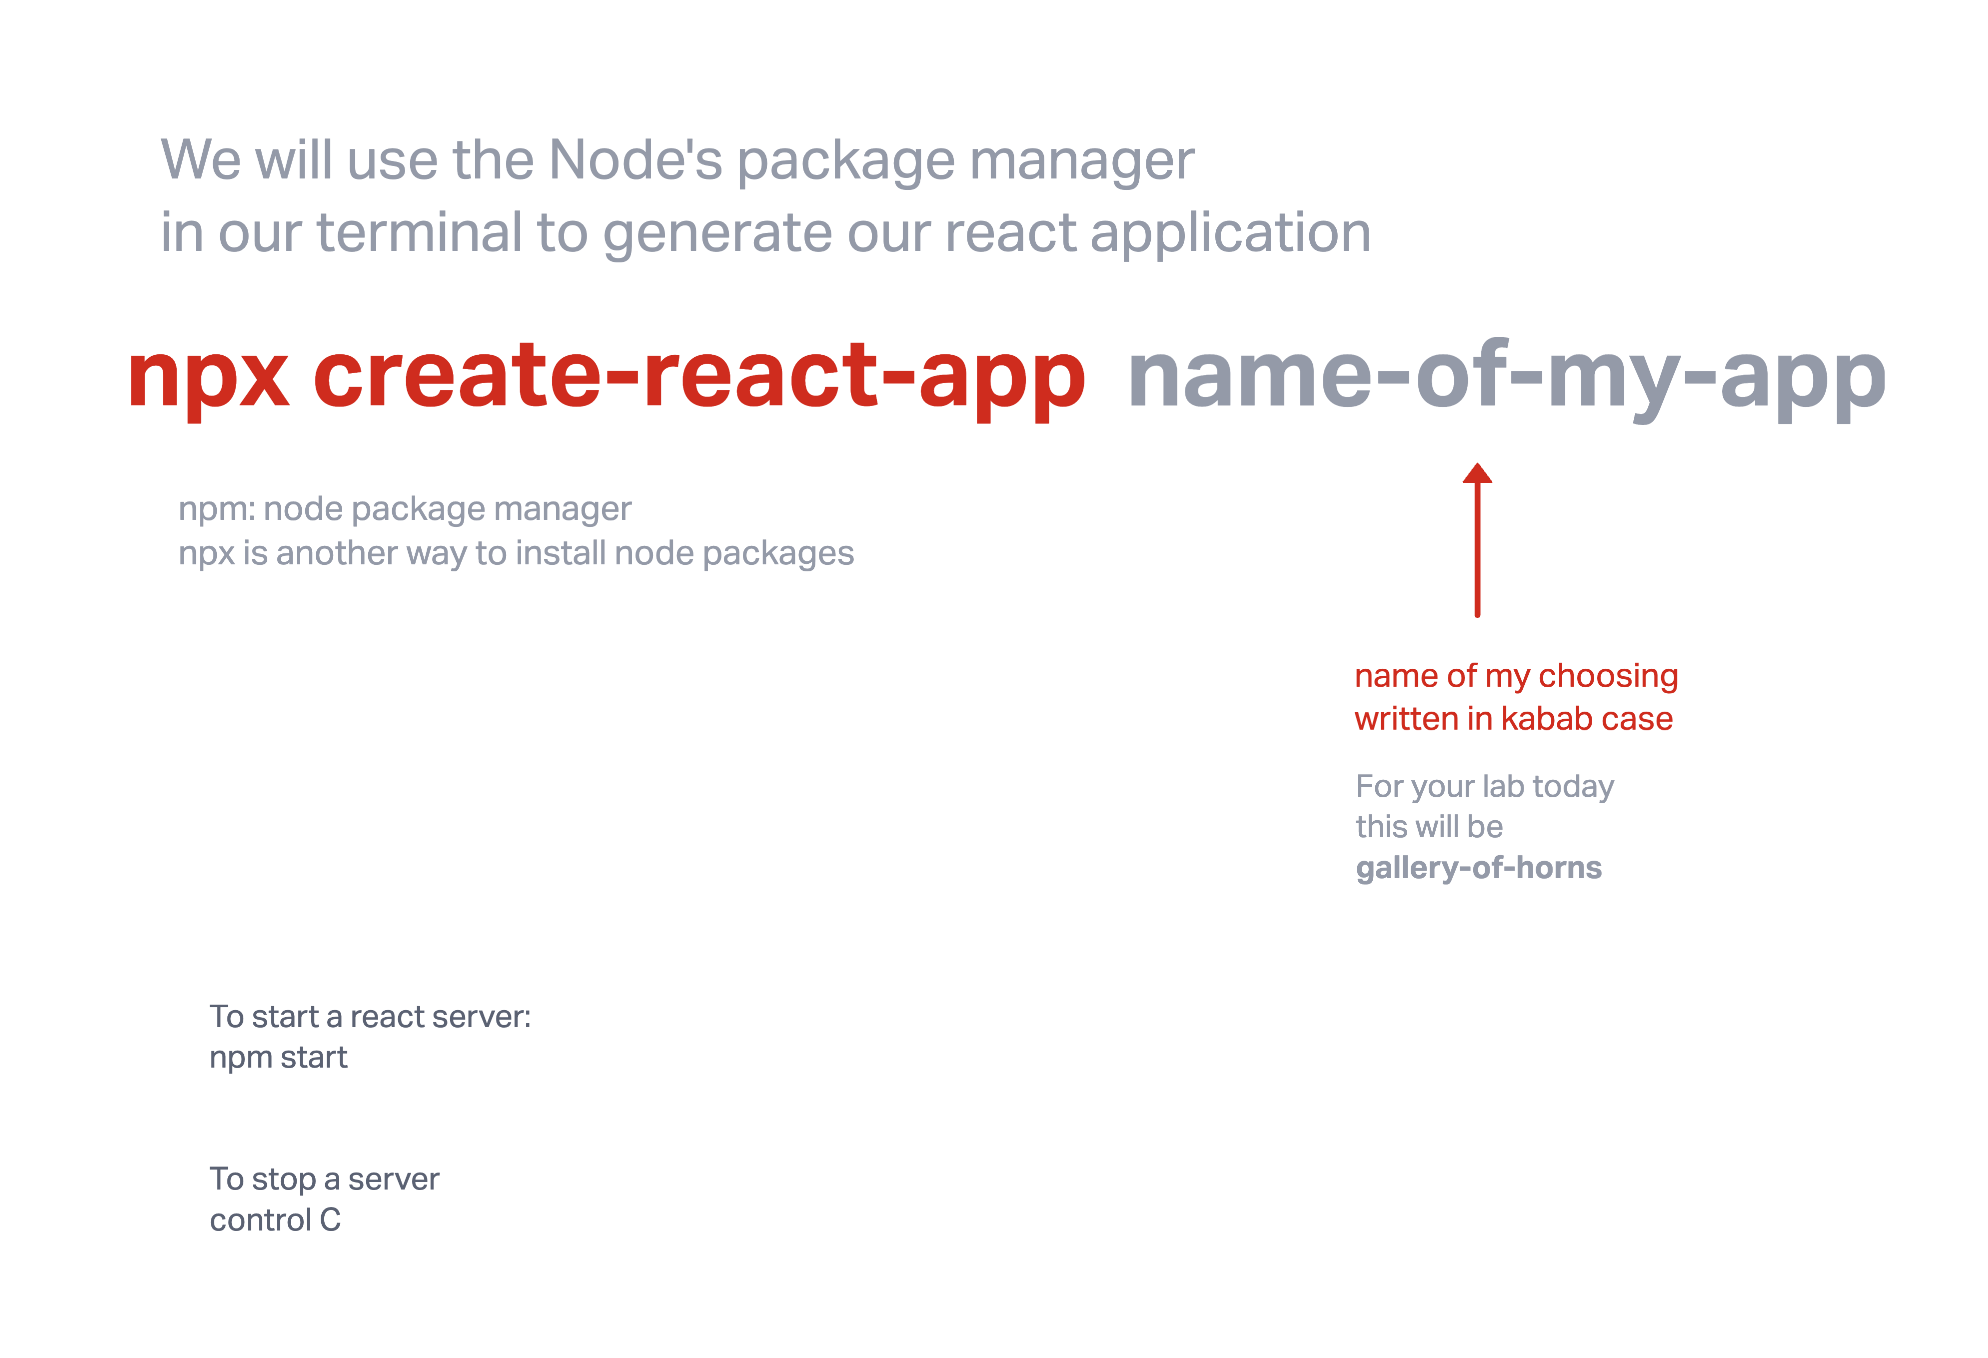 We will use the Node's package manager
in our terminal to generate our react application
npx create-react-app name-of-my-app
npm: node package manager
npx is another way to install node packages
name of my choosing
written in kabab case
For your lab today
this will be
gallery-of-horns
To start a react server:
npm start
To stop a server
control C